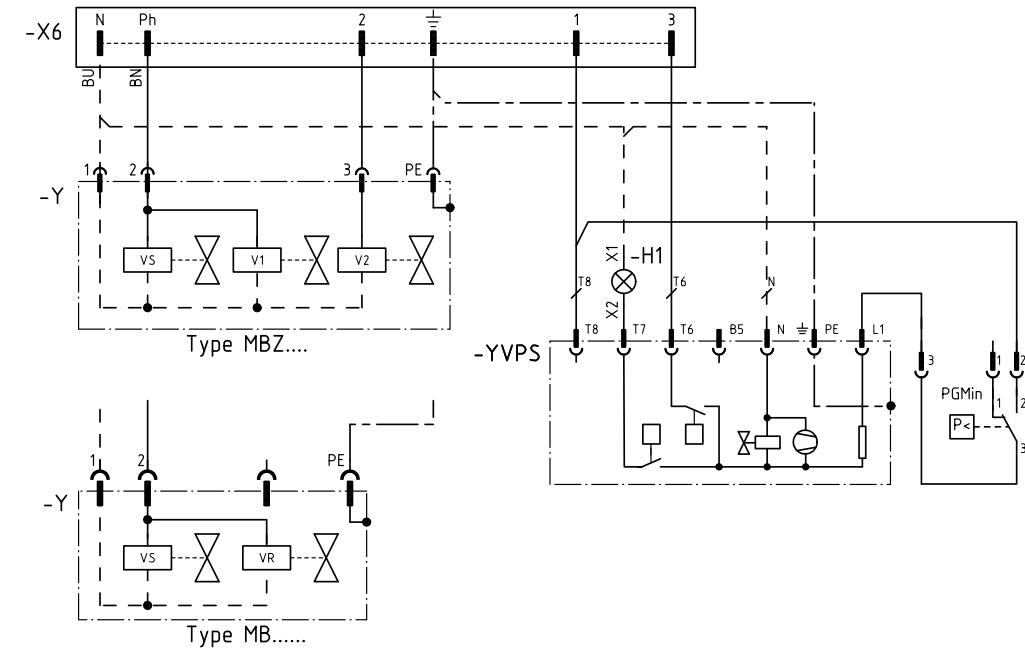 N Ph 2 1 3
-X6
BU BN
1 2 3 PE
-Y
VS V1 V2
Type MBZ....
X1 -H1
T8 T6 N
X2
T8 T7 T6 B5 N PE L1
-YVPS
3 1 2
PGMin 1 2
P<
3
1 2 PE
-Y
VS VR
Type MB......